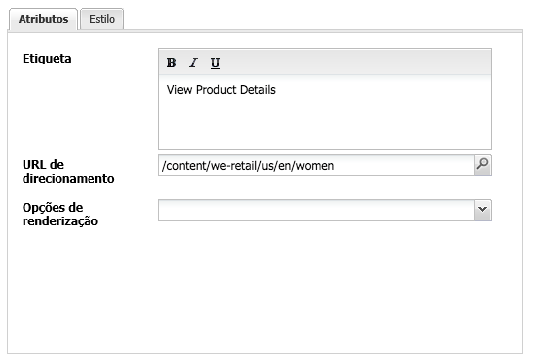 Atributos Estilo
Etiqueta
B I U
View Product Details
URL de
direcionamento
/content/we-retail/us/en/women
Opções de
renderização